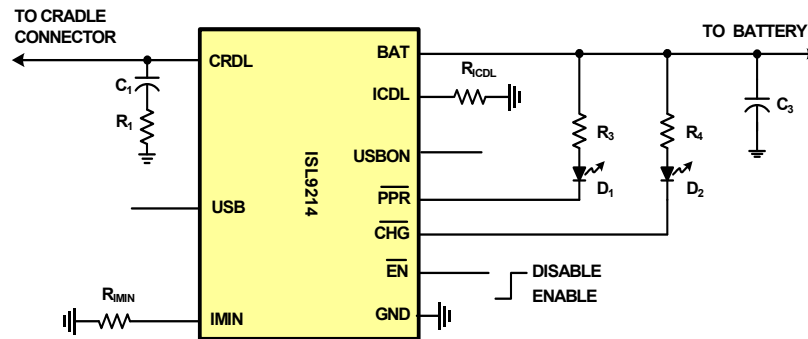 TO CRADLE
CONNECTOR
CRDL
C1
R1
USB
RIMIN
IMIN
ISL9214
BAT
ICDL
RICDL
USBON
PPR
CHG
EN
GND
DISABLE
ENABLE
R3
D1
R4
D2
TO BATTERY
C3